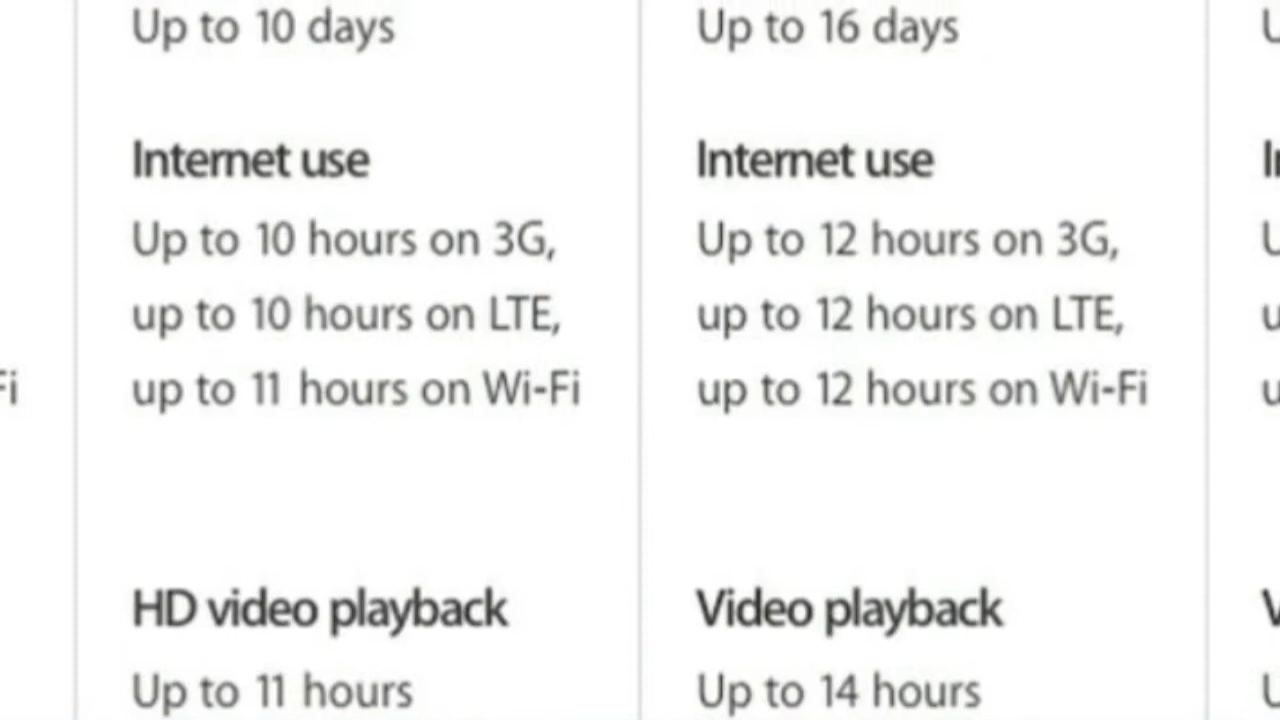 Up to 10 days
Internet use
Up to 10 hours on 3G,
up to 10 hours on LTE,
up to 11 hours on Wi-Fi
HD video playback
Up to 11 hours
Up to 16 days
Internet use
Up to 12 hours on 3G,
up to 12 hours on LTE,
up to 12 hours on Wi-Fi
Video playback
Up to 14 hours